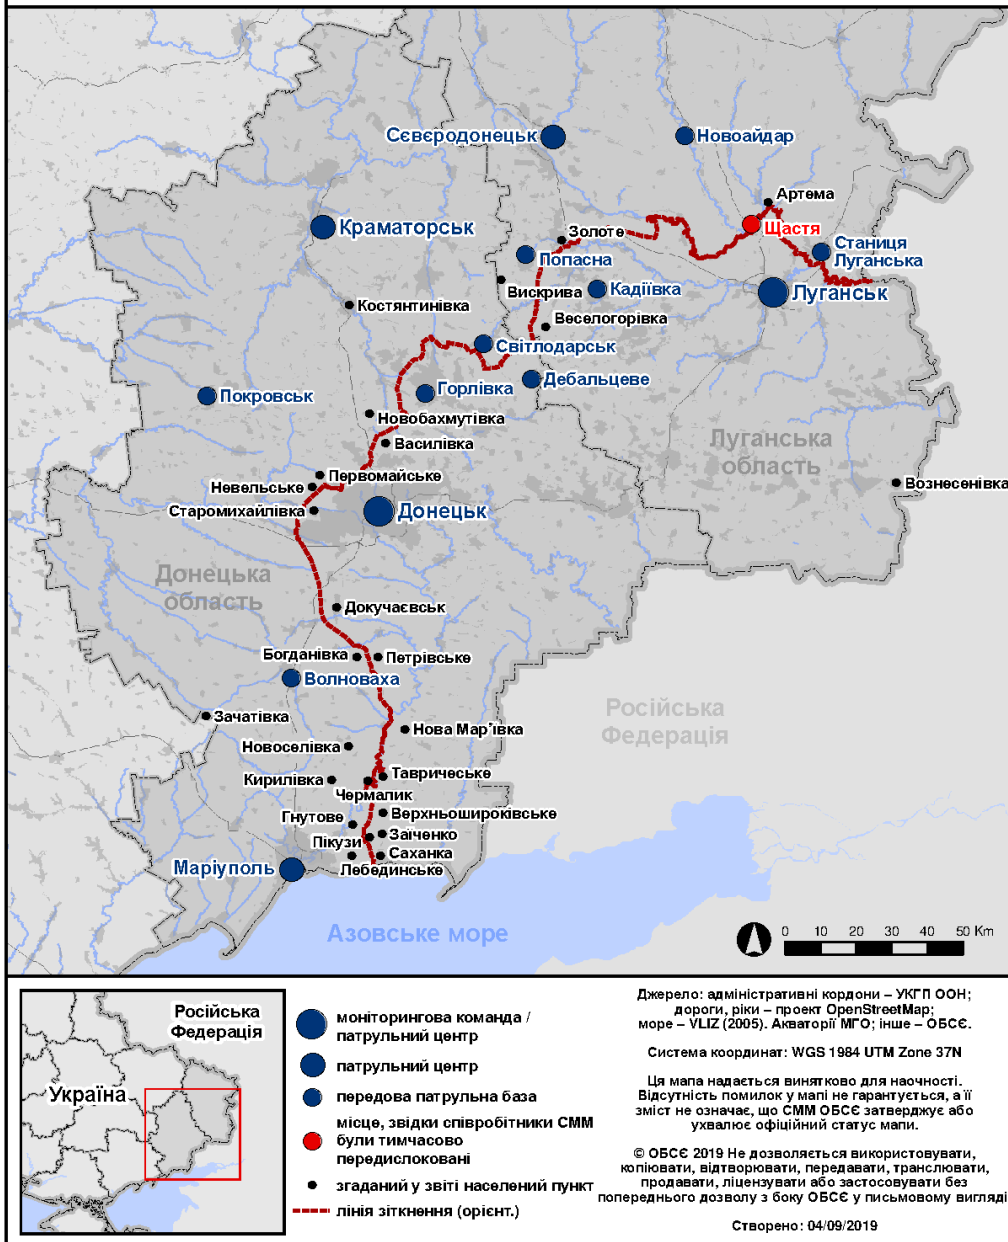 Сєвєродонецьк
Новоайдар
Артема
Щастя
Краматорськ
Золоте
Станиця
Луганська
Попасна
Вискрива
Кадіївка
Луганськ
Костянтинівка
Веселогорівка
Світлодарськ
Дебальцеве
Горлівка
Покровськ
Новобахмутівка
Василівка
Луганська
область
Первомайське
Невельське
Вознесенівка
Старомихайлівка
Донецьк
Донецька
область
Докучаєвськ
Богданівка
Петрівське
Волноваха
Зачатівка
Російська
Федерація
Нова Мар'ївка
Новоселівка
Кирилівка
Тавричеське
Чермалик
Гнутове
Верхньошироківське
Пікузи
Заіченко
Саханка
Лебединське
Маріуполь
Азовське море
0 10 20 30 40 50 Km
Російська
Федерація
Україна
моніторингова команда /
патрульний центр
патрульний центр
передова патрульна база
місце, звідки співробітники СММ
були тимчасово
передислоковані
згаданий у звіті населений пункт
лінія зіткнення (орієнт.)
Джерело: адміністративні кордони – УКГП ООН;
дороги, ріки – проект OpenStreetMap;
море – VLIZ (2005). Акваторії МГО; інше – ОБСЄ.
Система координат: WGS 1984 UTM Zone 37N
Ця мапа надається винятково для наочності.
Відсутність помилок у мапі не гарантується, а її
зміст не означає, що СММ ОБСЄ затверджує або
ухвалює офіційний статус мапи.
© ОБСЄ 2019 Не дозволяється використовувати,
копіювати, відтворювати, передавати, транслювати,
продавати, ліцензувати або застосовувати без
попереднього дозволу з боку ОБСЄ у письмовому вигляді
Створено: 04/09/2019